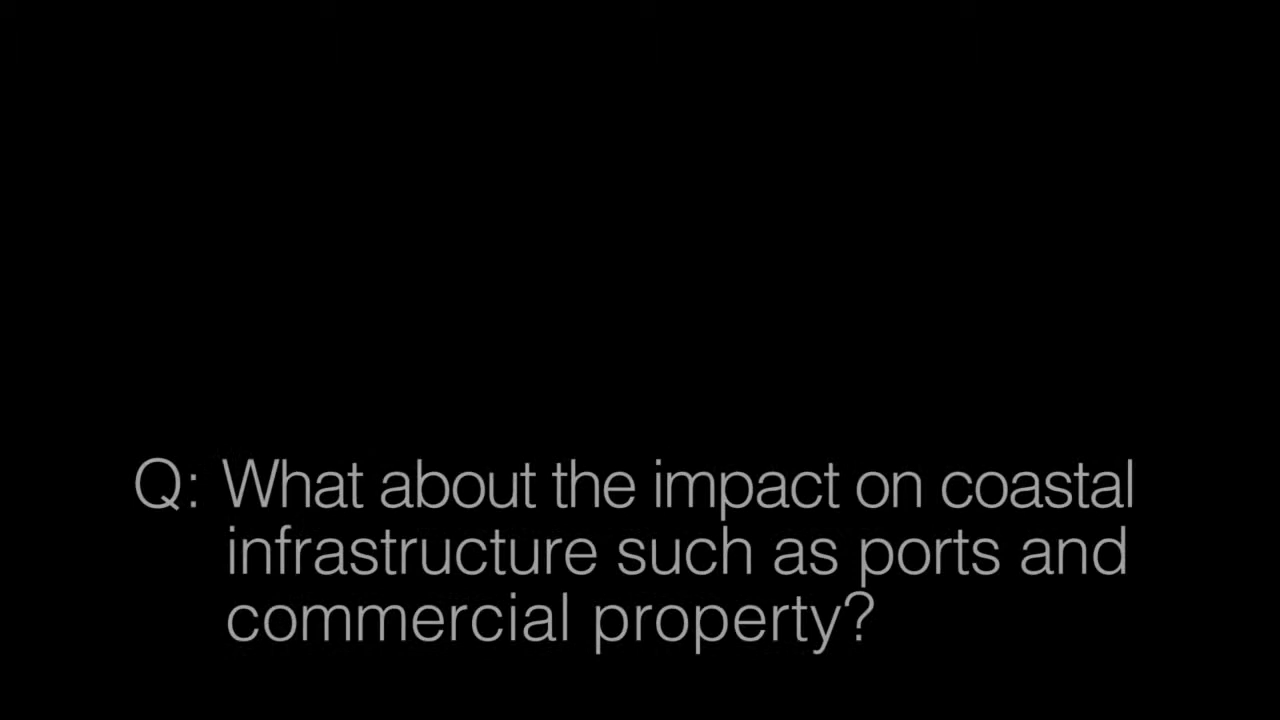 Q: What about the impact on coastal
infrastructure such as ports and
commercial property?